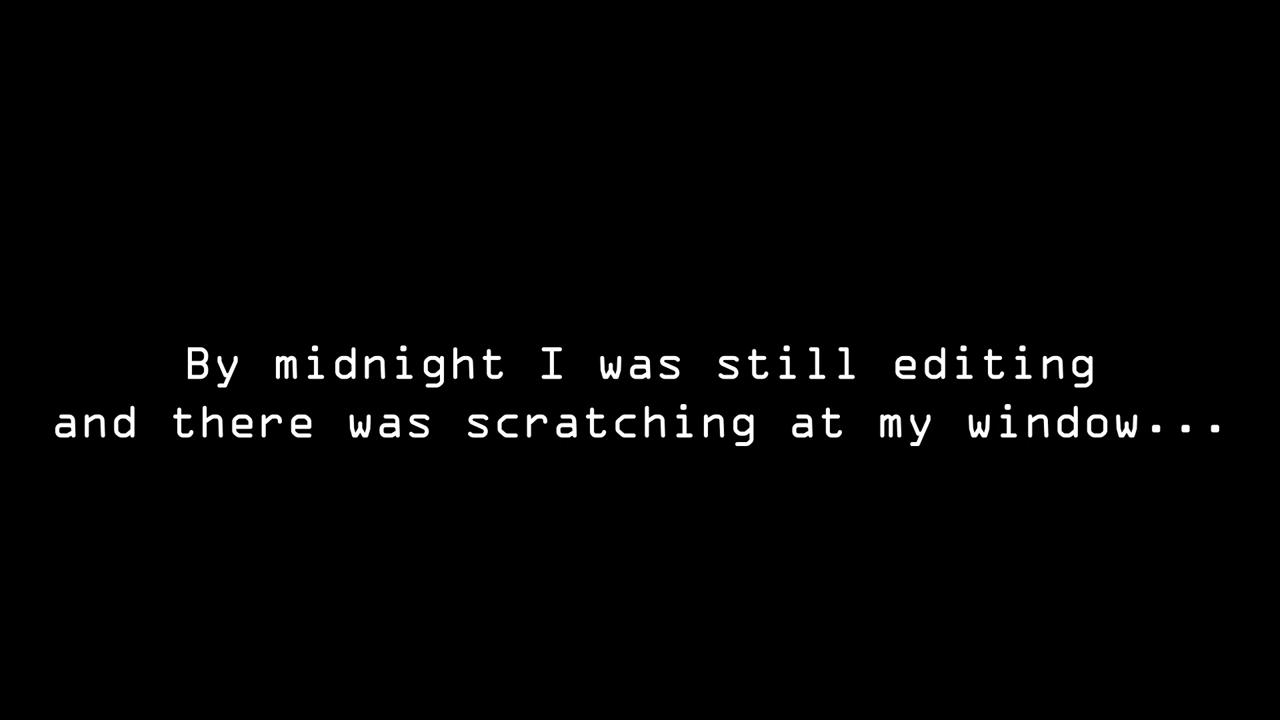 By midnight I was still editing
and there was scratching at my window...